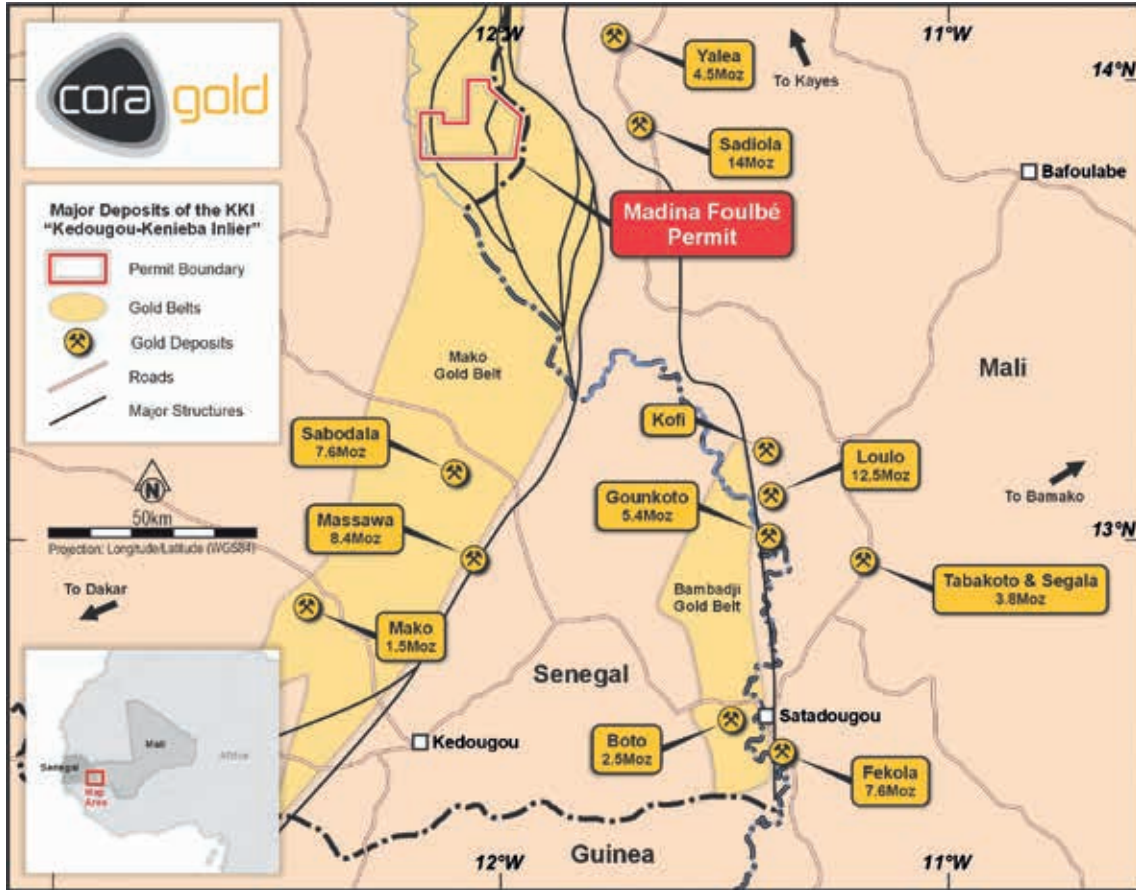 cora gold
Major Deposits of the KKI
“Kedougou-Kenieba Inlier”
Permit Boundary
Gold Belts
Gold Deposits
Roads
Major Structures
N
50km
Projection: Longitude/Latitude (WGS84)
To Dakar
Senegal
Mali
Africa
Map
Area
12°W
11°W
14°N
Yalea
4.5Moz
To Kayes
Sadiola
14Moz
Bafoulabe
Madina Foulbé
Permit
Mako
Gold Belt
Mali
Sabodala
7.6Moz
Kofi
Loulo
12.5Moz
To Bamako
Massawa
8.4Moz
Gounkoto
5.4Moz
13°N
Tabakoto & Segala
3.8Moz
Bambadji
Gold Belt
Mako
1.5Moz
Senegal
Satadougou
Kedougou
Boto
2.5Moz
Fekola
7.6Moz
Guinea
12°W
11°W